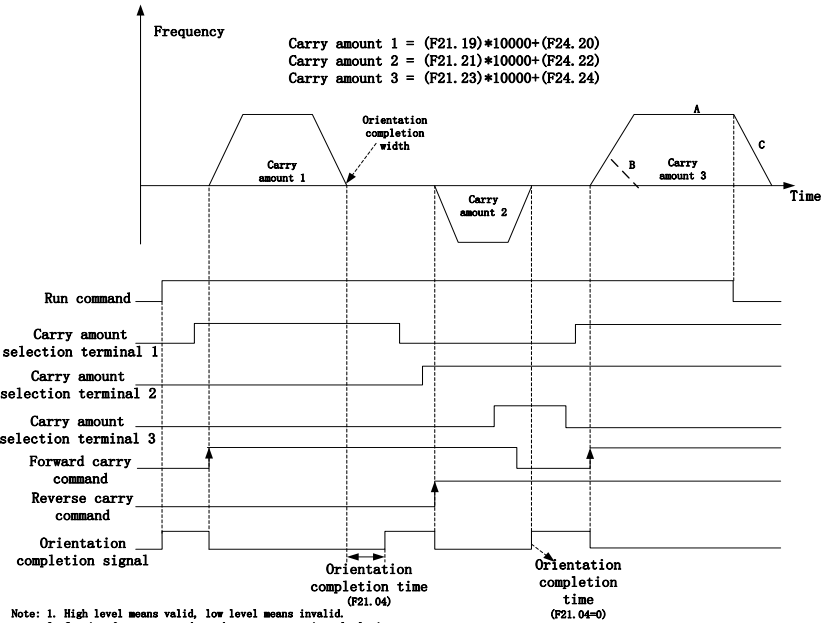 Frequency
Carry amount 1 = (F21.19)*10000+(F24.20)
Carry amount 2 = (F21.21)*10000+(F24.22)
Carry amount 3 = (F21.23)*10000+(F24.24)
Orientation
completion
width
A
C
B
Carry
amount 1
Carry
amount 2
Carry
amount 3
Time
Run command
Carry amount
selection terminal 1
Carry amount
selection terminal 2
Carry amount
selection terminal 3
Forward carry
command
Reverse carry
command
Orientation
completion signal
Orientation
completion time
(F21.04)
Orientation
completion
time
(F21.04=0)
Note: 1. High level means valid, low level means invalid.